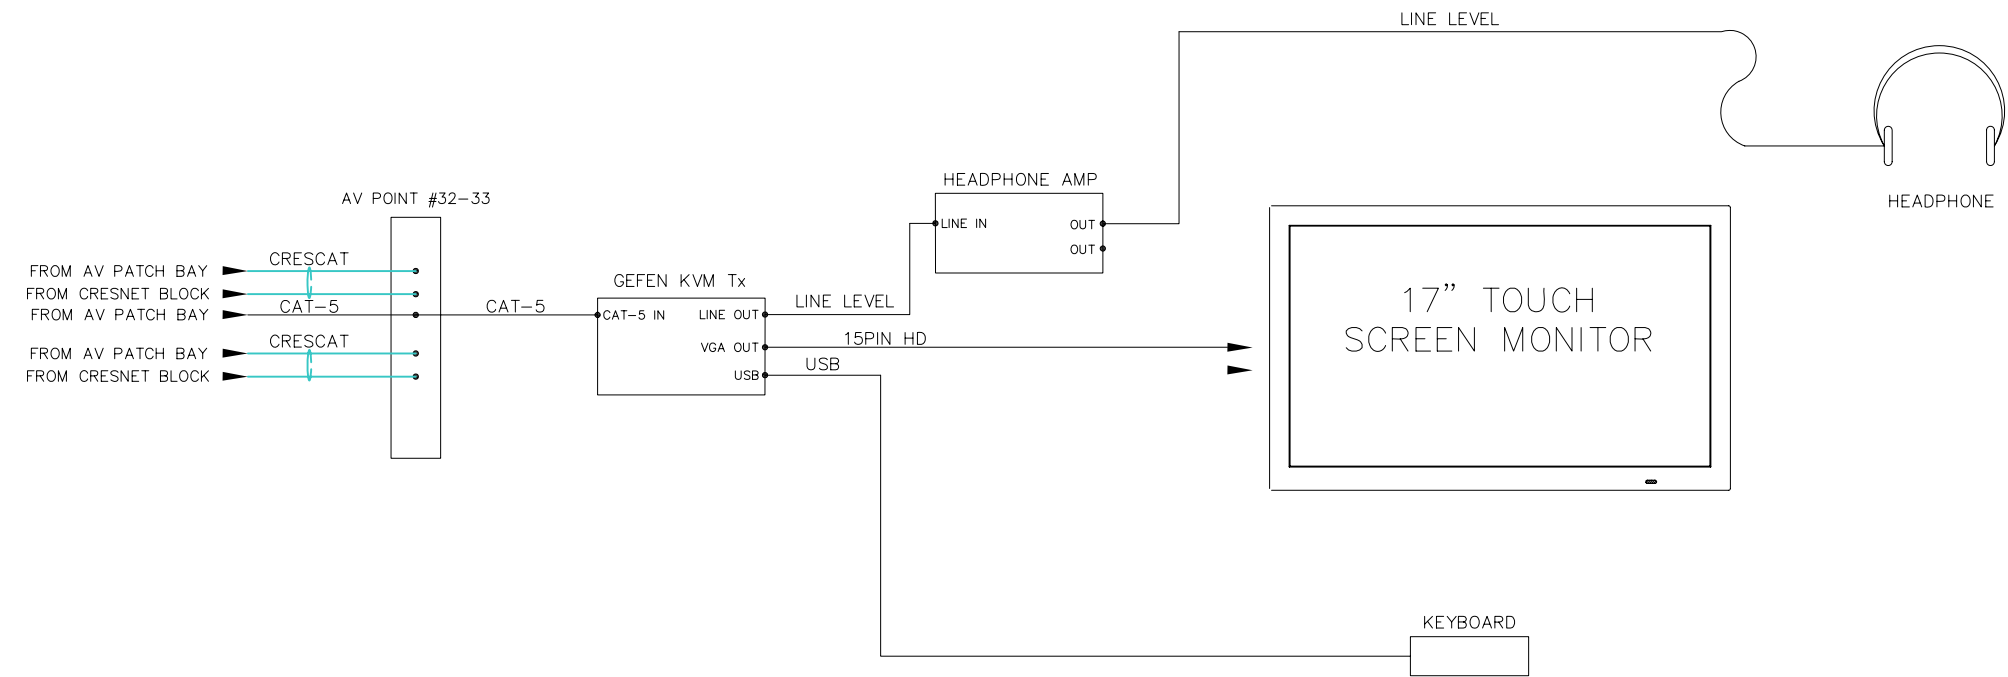 LINE LEVEL
HEADPHONE
HEADPHONE AMP
LINE IN
OUT
OUT
AV POINT #32-33
FROM AV PATCH BAY
CRESCAT
FROM CRESNET BLOCK
FROM AV PATCH BAY
CAT-5
CAT-5
FROM AV PATCH BAY
CRESCAT
FROM CRESNET BLOCK
GEFEN KVM Tx
CAT-5 IN
LINE OUT
VGA OUT
USB
LINE LEVEL
15PIN HD
USB
17” TOUCH
SCREEN MONITOR
KEYBOARD